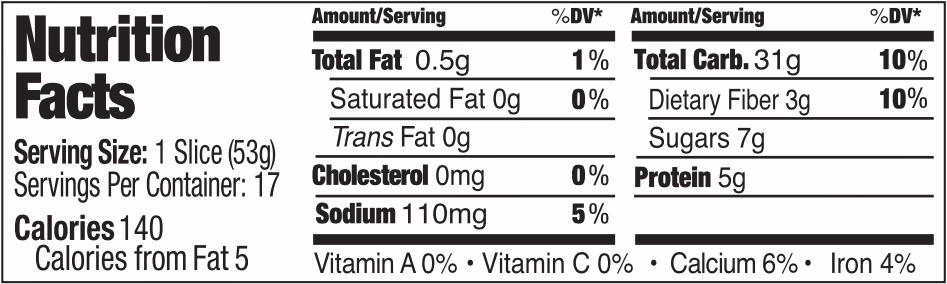 Nutrition
Facts
Serving Size: 1 Slice (53g)
Servings Per Container: 17
Calories 140
Calories from Fat 5
Amount/Serving %DV*
Total Fat 0.5g 1%
Saturated Fat 0g 0%
Trans Fat 0g
Cholesterol 0mg 0%
Sodium 110mg 5%
Amount/Serving %DV*
Total Carb. 31g 10%
Dietary Fiber 3g 10%
Sugars 7g
Protein 5g
Vitamin A 0% • Vitamin C 0% • Calcium 6% • Iron 4%